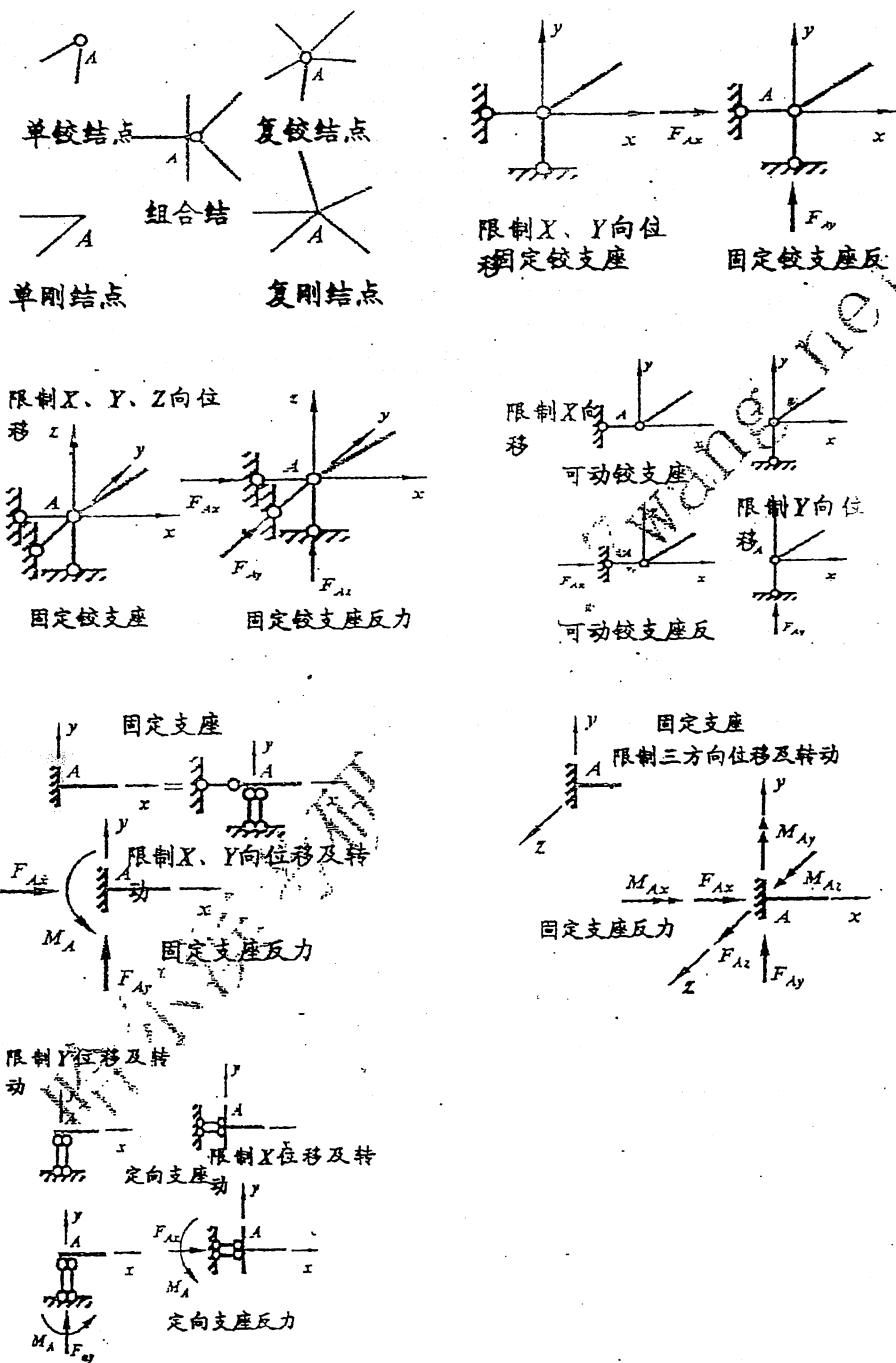 A
A
单铰结点
A
复铰结点
组合结
A
A
单刚结点
复刚结点
y
x
限制X、Y向位
移
固定铰支座
y
A
F_Ax
x
F_Ay
固定铰支座反
限制X、Y、Z向位
移
z
y
A
x
固定铰支座
z
y
A
F_Ax
x
F_Ay
F_Az
固定铰支座反力
y
限制X向
移
A
可动铰支座
y
x
限制Y向位
移
A
x
F_Ax
x
可动铰支座反
F_Ay
固定支座
y
A
x
=
y
A
x
限制X、Y向位移及转
动
y
A
F_Ax
x
M_A
固定支座反力
F_Ay
y
固定支座
限制三方向位移及转动
A
z
y
M_Ay
M_Ax
F_Ax
M_Az
A
x
固定支座反力
F_Az
z
F_Ay
限制Y位移及转
动
y
A
x
y
A
x
定向支座
限制X位移及转
动
y
A
x
M_A
F_ay
y
F_Ax
A
M_A
x
定向支座反力